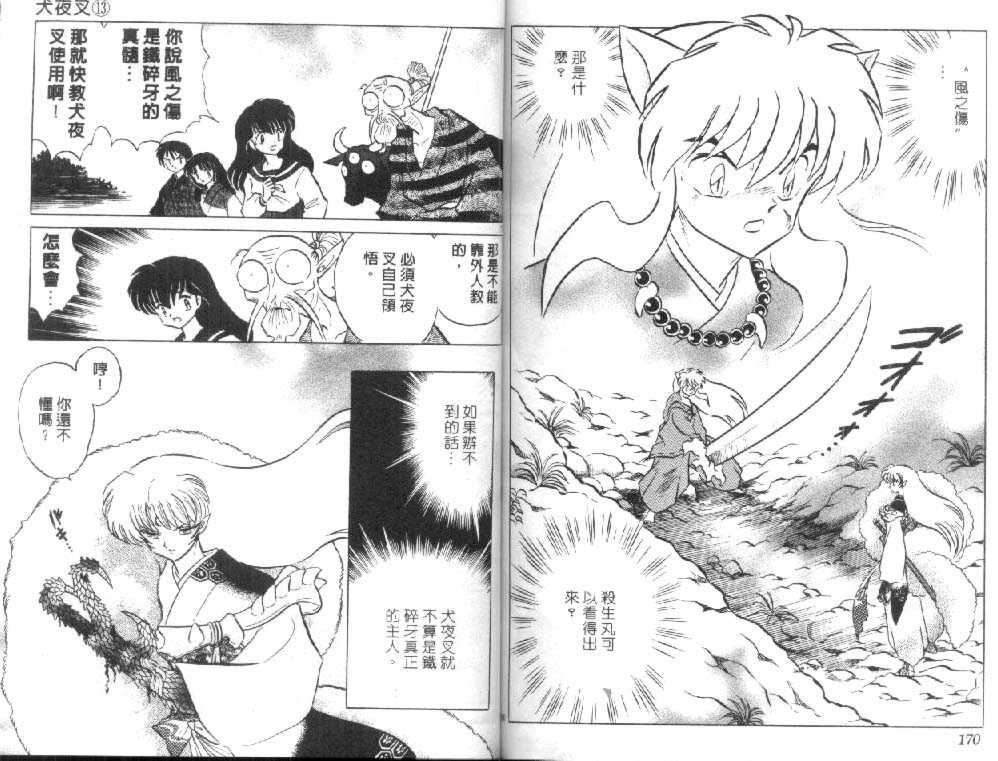 “風之傷”
…
那是什
麼？
ゴオオオ…
殺生丸可
以看得出
來？
170
犬夜叉⑬
你說風之傷
是鐵碎牙的
真髓…
那就快教犬夜
叉使用啊！
那是不能
靠外人教
的，
必須犬夜
叉自己領
悟。
怎麼會…
如果辦不
到的話…
犬夜叉就
不算是鐵
碎牙真正
的主人。
哼！
你還不
懂嗎？